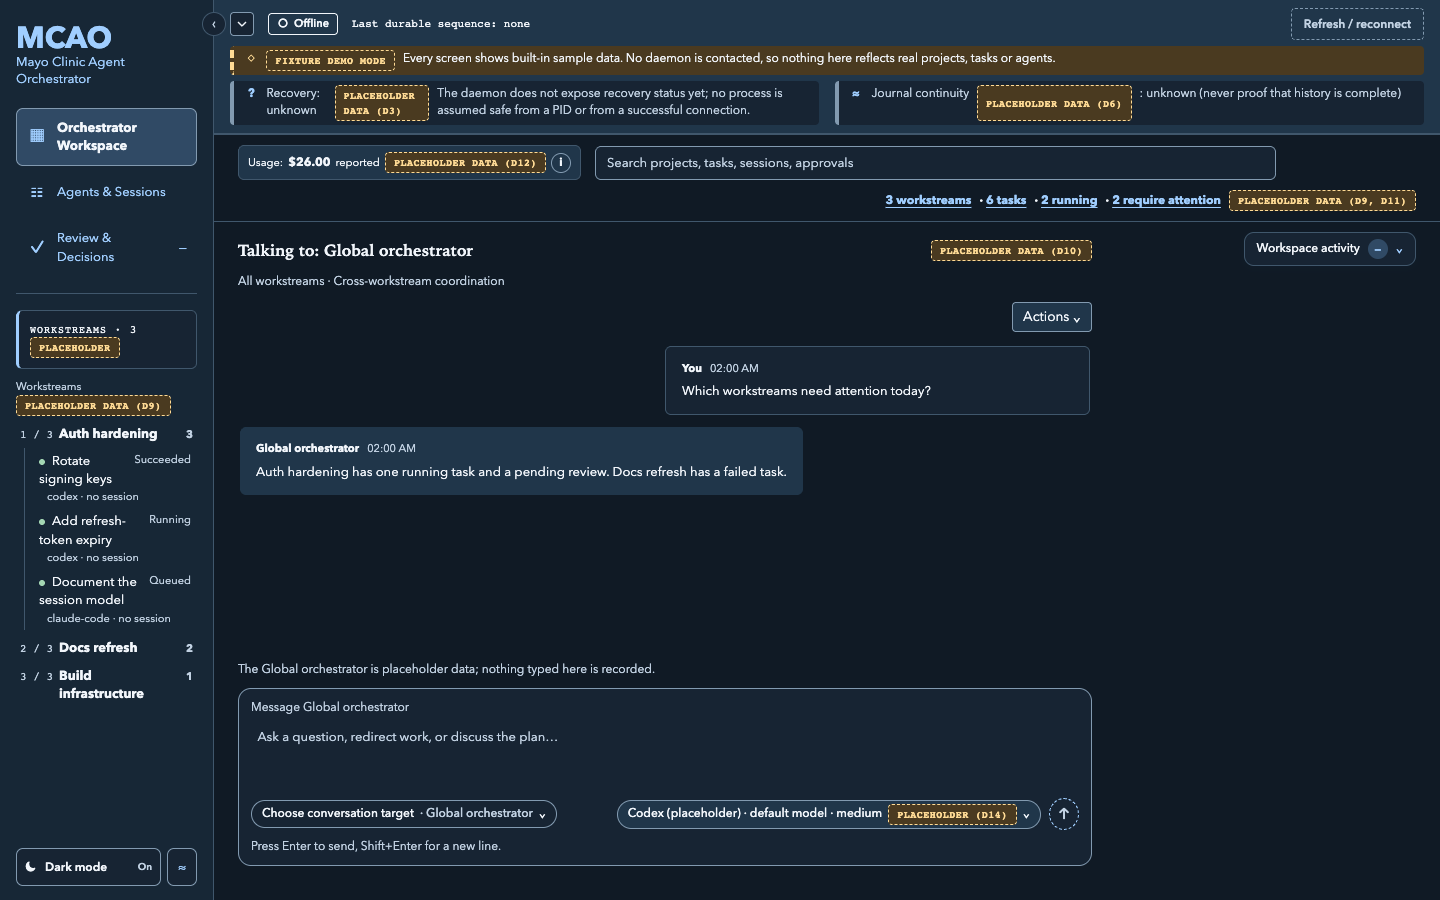 MCAO
Mayo Clinic Agent
Orchestrator
Orchestrator
Workspace
Agents & Sessions
Review &
Decisions –
WORKSTREAMS · 3
PLACEHOLDER
Workstreams
PLACEHOLDER DATA (D9)
1 / 3 Auth hardening 3
Rotate signing keys Succeeded
codex · no session
Add refresh-token expiry Running
codex · no session
Document the session model Queued
claude-code · no session
2 / 3 Docs refresh 2
3 / 3 Build infrastructure 1
Dark mode On
≈
Offline Last durable sequence: none
Refresh / reconnect
FIXTURE DEMO MODE Every screen shows built-in sample data. No daemon is contacted, so nothing here reflects real projects, tasks or agents.
? Recovery: unknown PLACEHOLDER DATA (D3) The daemon does not expose recovery status yet; no process is assumed safe from a PID or from a successful connection.
≈ Journal continuity PLACEHOLDER DATA (D6) : unknown (never proof that history is complete)
Usage: $26.00 reported PLACEHOLDER DATA (D12) i
Search projects, tasks, sessions, approvals
3 workstreams · 6 tasks · 2 running · 2 require attention PLACEHOLDER DATA (D9, D11)
Talking to: Global orchestrator PLACEHOLDER DATA (D10)
Workspace activity –
All workstreams · Cross-workstream coordination
Actions
You 02:00 AM
Which workstreams need attention today?
Global orchestrator 02:00 AM
Auth hardening has one running task and a pending review. Docs refresh has a failed task.
The Global orchestrator is placeholder data; nothing typed here is recorded.
Message Global orchestrator
Ask a question, redirect work, or discuss the plan…
Choose conversation target · Global orchestrator
Codex (placeholder) · default model · medium PLACEHOLDER (D14)
Press Enter to send, Shift+Enter for a new line.